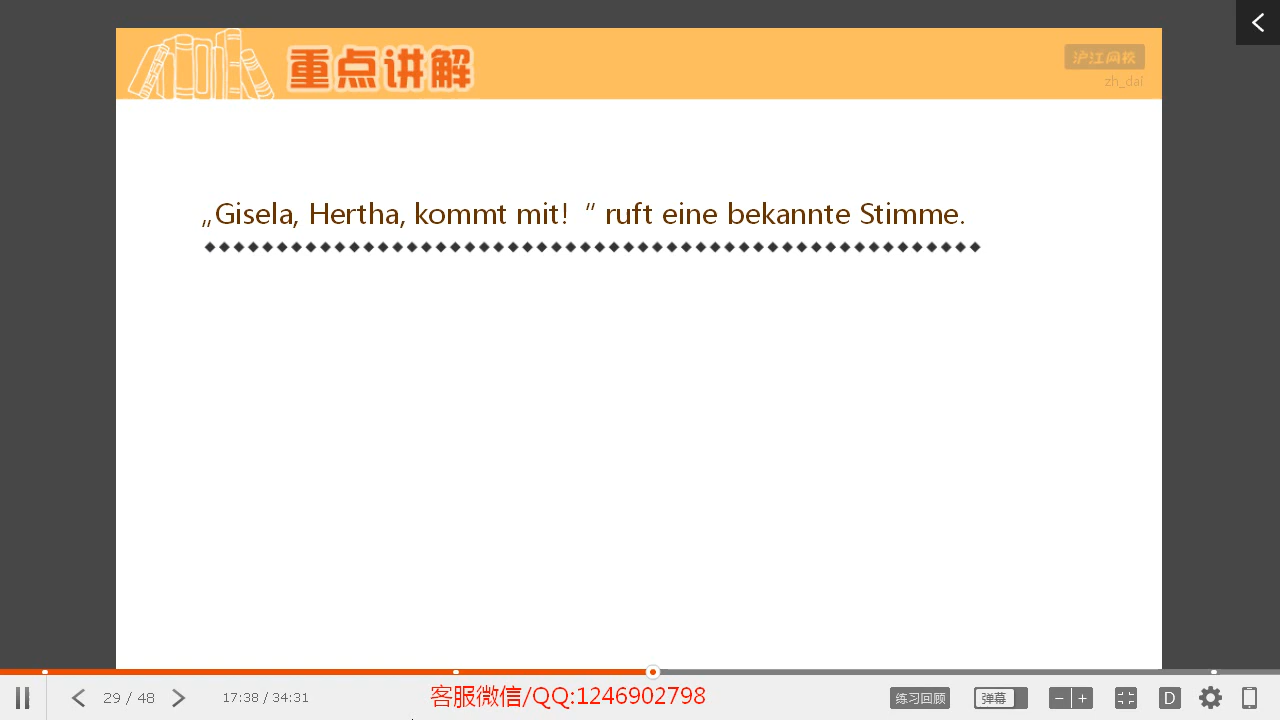 重点讲解
沪江网校
zh_dai
„Gisela, Hertha, kommt mit! “ ruft eine bekannte Stimme.
29 / 48
17:38 / 34:31
客服微信/QQ:1246902798
练习回顾
弹幕
D